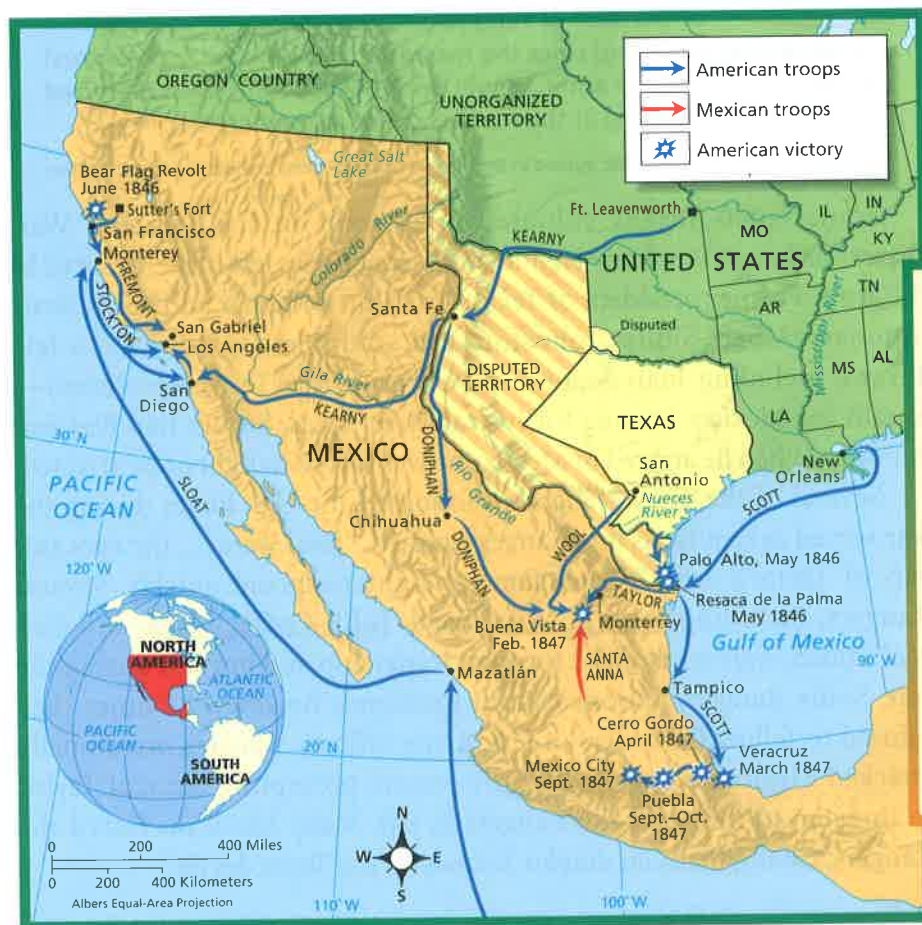 American troops
Mexican troops
American victory
OREGON COUNTRY
UNORGANIZED
TERRITORY
Great Salt
Lake
Bear Flag Revolt
June 1846
Sutter's Fort
San Francisco
Monterey
Ft. Leavenworth
KEARNY
MO
IL
IN
KY
UNITED STATES
TN
AR
MS
AL
LA
Mississippi River
Colorado River
FRÉMONT
STOCKTON
San Gabriel
Los Angeles
San
Diego
Santa Fe
Gila River
KEARNY
Disputed
DISPUTED
TERRITORY
TEXAS
MEXICO
DONIPHAN
Rio Grande
San
Antonio
Nueces
River
New
Orleans
SCOTT
30°N
PACIFIC
OCEAN
SLOAT
Chihuahua
DONIPHAN
WOOL
Palo Alto, May 1846
TAYLOR
Resaca de la Palma
May 1846
Monterrey
Buena Vista
Feb. 1847
SANTA
ANNA
Gulf of Mexico
90°W
120°W
Mazatlán
Tampico
SCOTT
Cerro Gordo
April 1847
Veracruz
March 1847
Mexico City
Sept. 1847
Puebla
Sept.–Oct.
1847
20°N
NORTH
AMERICA
ATLANTIC
OCEAN
PACIFIC
OCEAN
SOUTH
AMERICA
N
W
E
S
0 200 400 Miles
0 200 400 Kilometers
Albers Equal-Area Projection
110°W
100°W